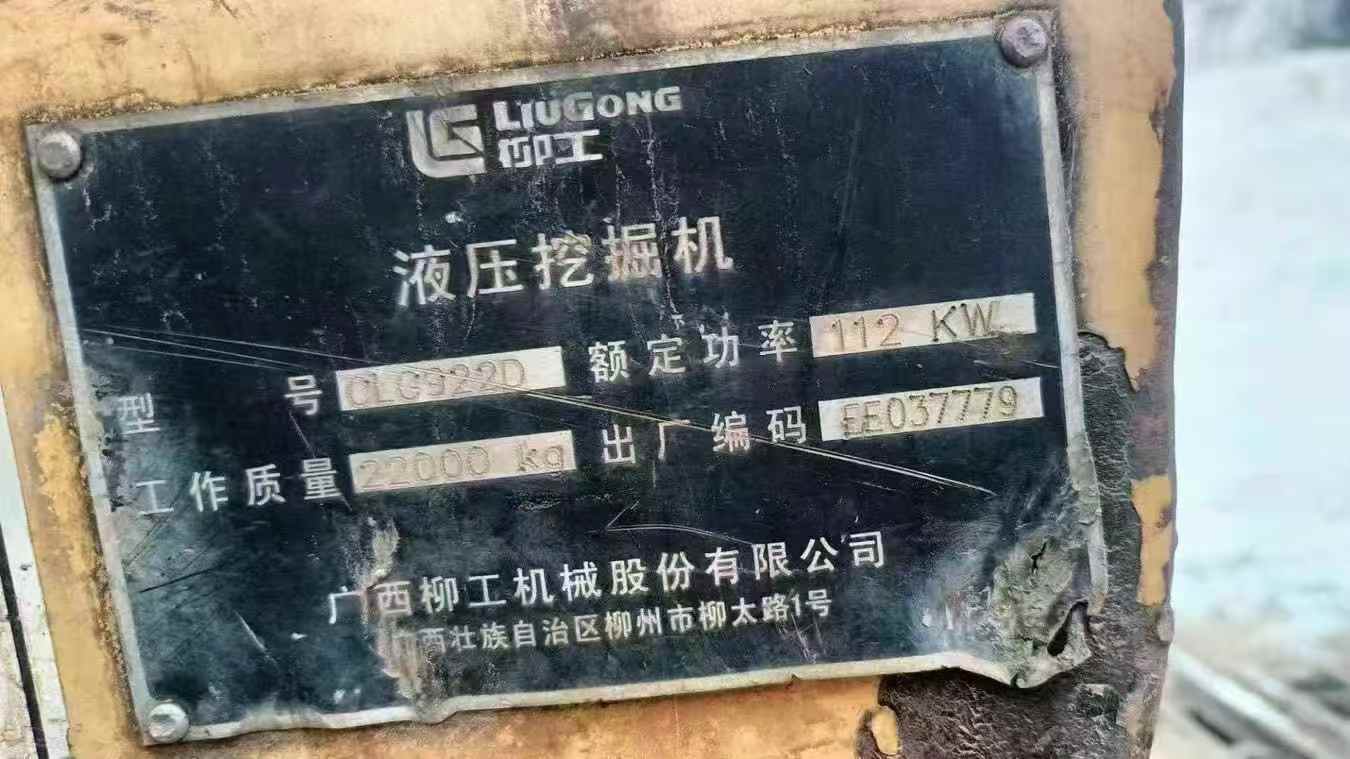 LG LIUGONG
柳工
液压挖掘机
型号 CLG922D 额定功率 112 KW
工作质量 22000 kg 出厂编码 EE037779
广西柳工机械股份有限公司
广西壮族自治区柳州市柳太路1号